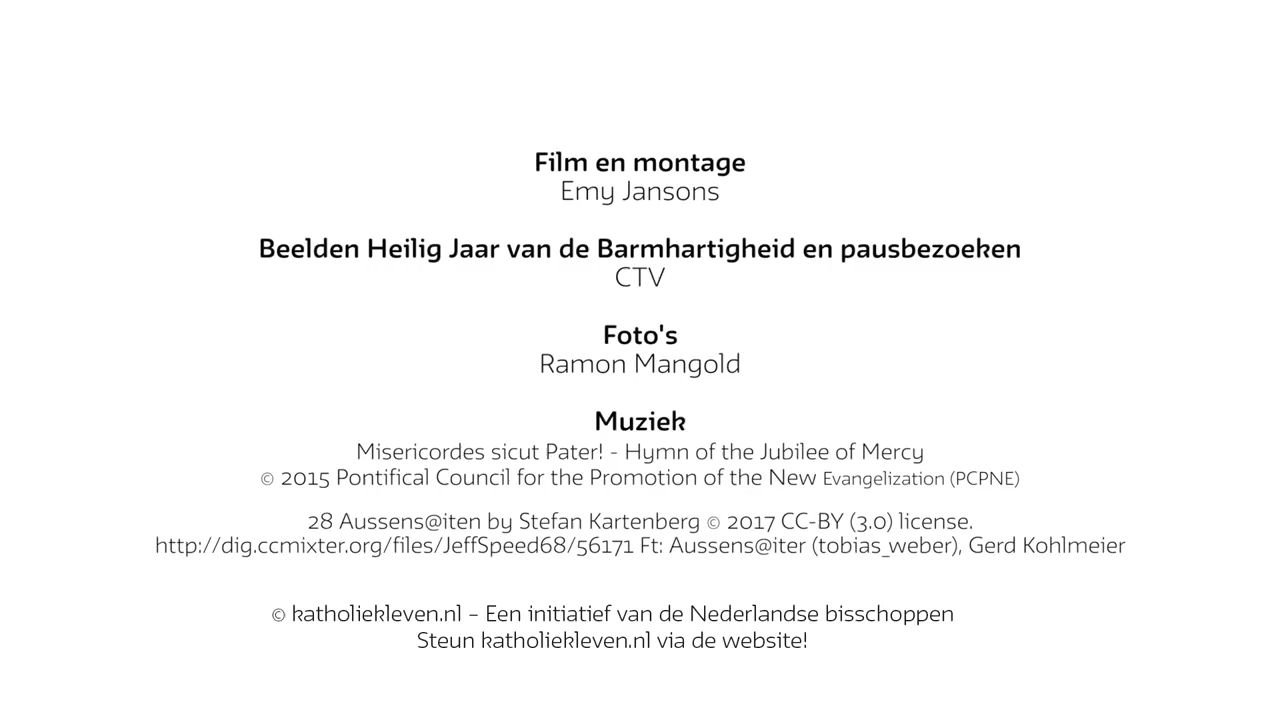 Film en montage
Emy Jansons
Beelden Heilig Jaar van de Barmhartigheid en pausbezoeken
CTV
Foto's
Ramon Mangold
Muziek
Misericordes sicut Pater! - Hymn of the Jubilee of Mercy
© 2015 Pontifical Council for the Promotion of the New Evangelization (PCPNE)
28 Aussens@iten by Stefan Kartenberg © 2017 CC-BY (3.0) license.
http://dig.ccmixter.org/files/JeffSpeed68/56171 Ft: Aussens@iter (tobias_weber), Gerd Kohlmeier
© katholiekleven.nl – Een initiatief van de Nederlandse bisschoppen
Steun katholiekleven.nl via de website!